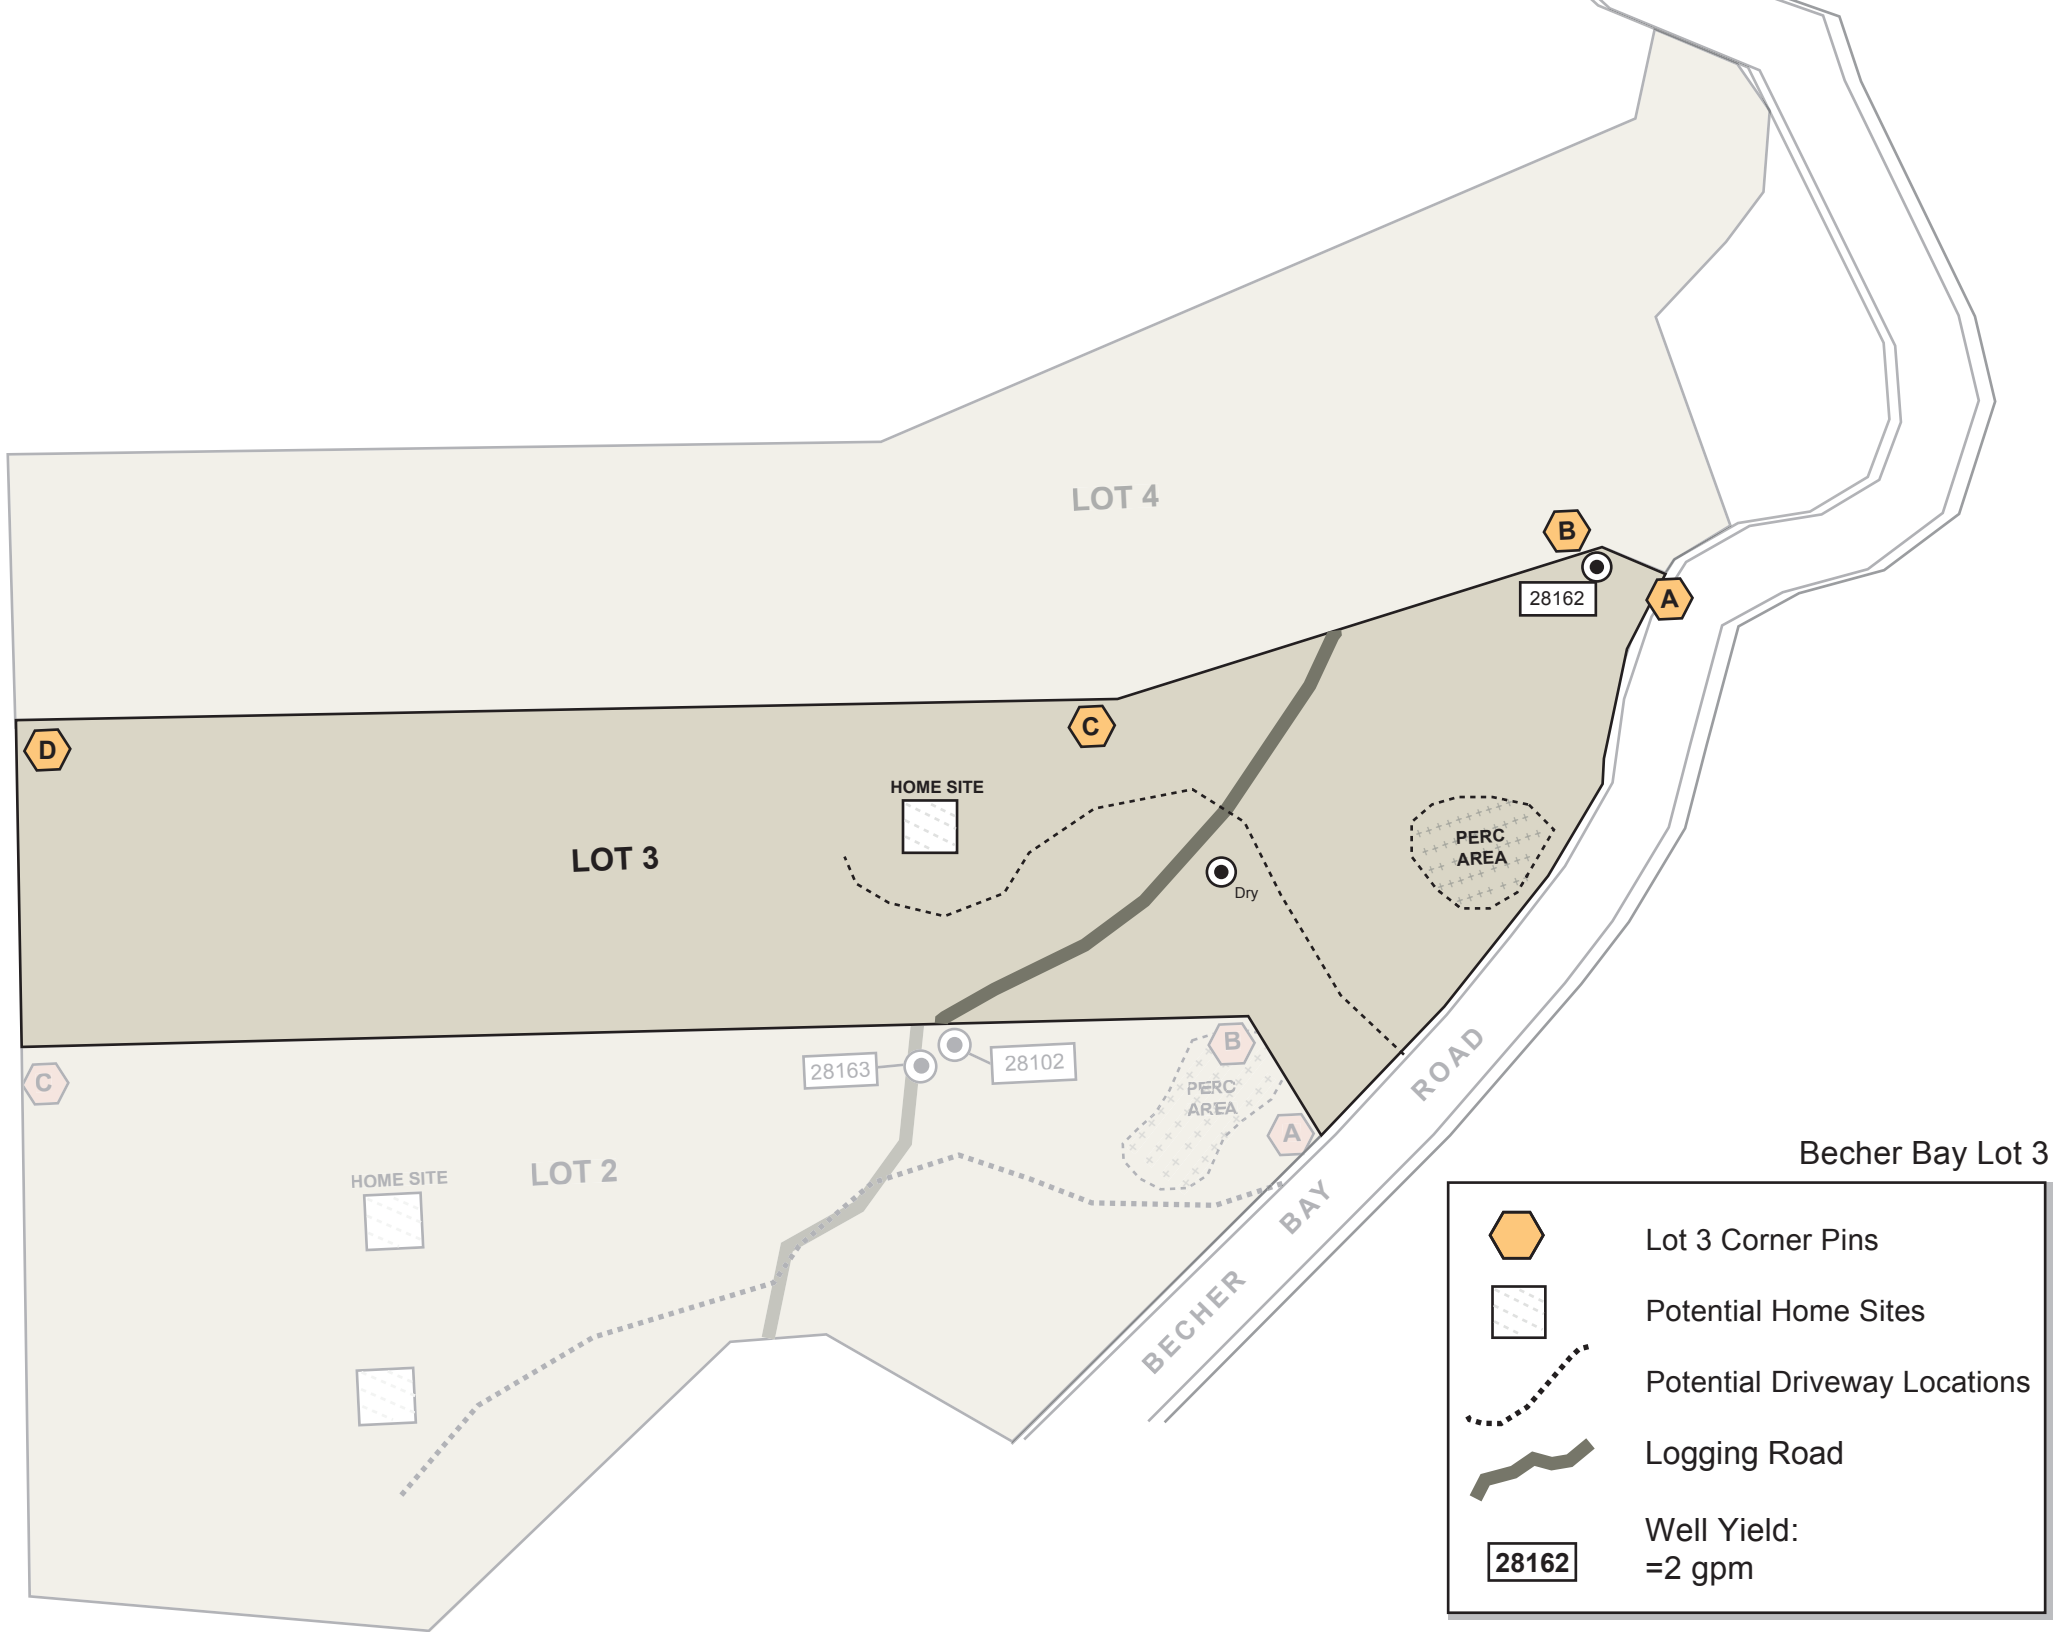 LOT 4
B
28162
A
D
C
HOME SITE
LOT 3
PERC
AREA
Dry
C
28163
28102
B
PERC
AREA
A
HOME SITE
LOT 2
BECHER BAY ROAD
Becher Bay Lot 3
Lot 3 Corner Pins
Potential Home Sites
Potential Driveway Locations
Logging Road
28162
Well Yield:
=2 gpm